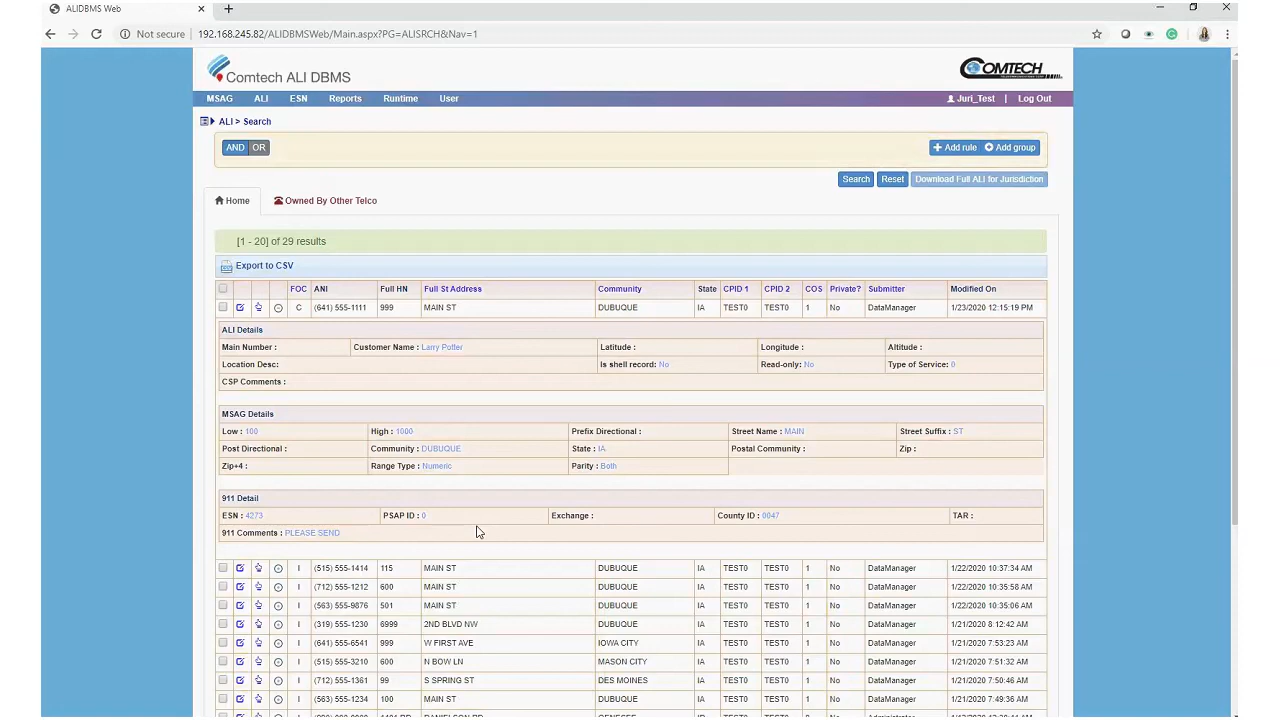 ALIDBMS Web
Not secure 192.168.245.82/ALIDBMSWeb/Main.aspx?PG=ALISRCH&Nav=1
Comtech ALI DBMS
COMTECH
MSAG ALI ESN Reports Runtime User Juri_Test | Log Out
ALI > Search
AND OR Add rule Add group
Search Reset Download Full ALI for Jurisdiction
Home Owned By Other Telco
[1 - 20] of 29 results
Export to CSV
FOC ANI Full HN Full St Address Community State CPID 1 CPID 2 COS Private? Submitter Modified On
C (641) 555-1111 999 MAIN ST DUBUQUE IA TEST0 TEST0 1 No DataManager 1/23/2020 12:15:19 PM
ALI Details
Main Number : Customer Name : Larry Potter Latitude : Longitude : Altitude :
Location Desc: Is shell record: No Read-only: No Type of Service: 0
CSP Comments :
MSAG Details
Low : 100 High : 1000 Prefix Directional : Street Name : MAIN Street Suffix : ST
Post Directional : Community : DUBUQUE State : IA Postal Community : Zip :
Zip+4 : Range Type : Numeric Parity : Both
911 Detail
ESN : 4273 PSAP ID : 0 Exchange : County ID : 0047 TAR :
911 Comments : PLEASE SEND
I (515) 555-1414 115 MAIN ST DUBUQUE IA TEST0 TEST0 1 No DataManager 1/22/2020 10:37:34 AM
I (712) 555-1212 600 MAIN ST DUBUQUE IA TEST0 TEST0 1 No DataManager 1/22/2020 10:35:58 AM
I (563) 555-9876 501 MAIN ST DUBUQUE IA TEST0 TEST0 1 No DataManager 1/22/2020 10:35:06 AM
I (319) 555-1230 6999 2ND BLVD NW DUBUQUE IA TEST0 TEST0 1 No DataManager 1/21/2020 8:12:42 AM
I (641) 555-6541 999 W FIRST AVE IOWA CITY IA TEST0 TEST0 1 No DataManager 1/21/2020 7:53:23 AM
I (515) 555-3210 600 N BOW LN MASON CITY IA TEST0 TEST0 1 No DataManager 1/21/2020 7:51:32 AM
I (712) 555-1361 99 S SPRING ST DES MOINES IA TEST0 TEST0 1 No DataManager 1/21/2020 7:50:46 AM
I (563) 555-1234 100 MAIN ST DUBUQUE IA TEST0 TEST0 1 No DataManager 1/21/2020 7:49:36 AM